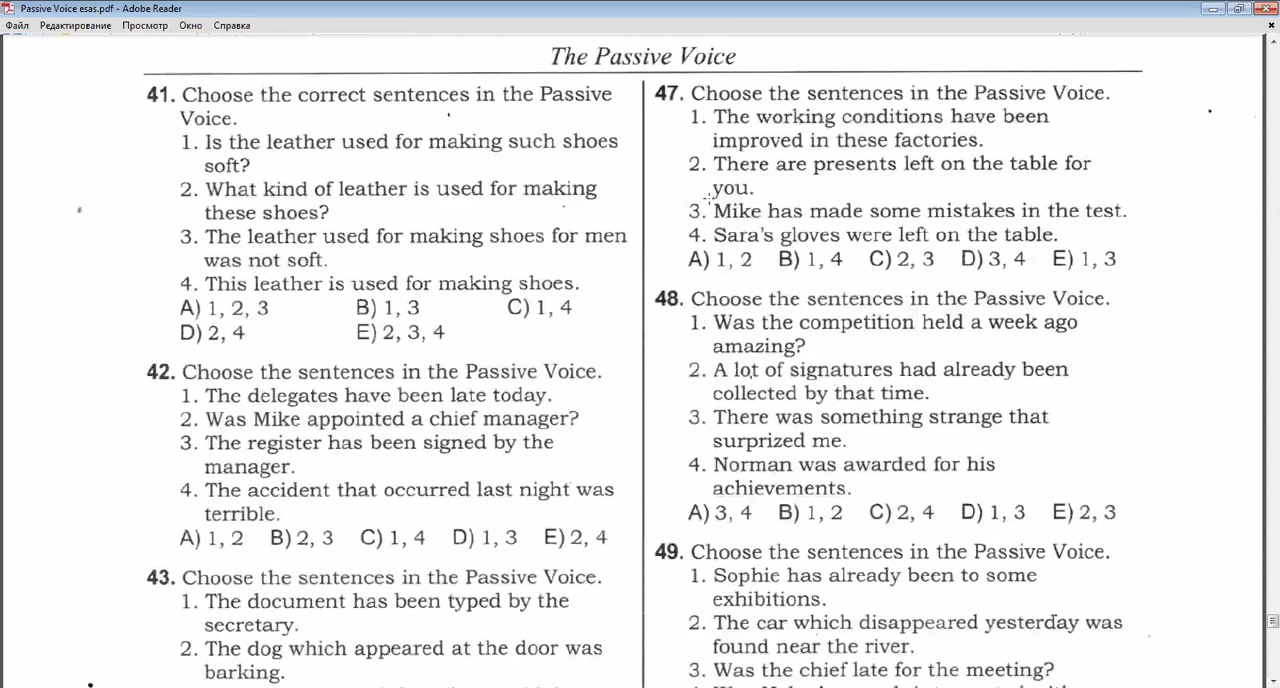 Passive Voice esas.pdf - Adobe Reader
Файл Редактирование Просмотр Окно Справка
The Passive Voice
41. Choose the correct sentences in the Passive
Voice.
1. Is the leather used for making such shoes
soft?
2. What kind of leather is used for making
these shoes?
3. The leather used for making shoes for men
was not soft.
4. This leather is used for making shoes.
A) 1, 2, 3 B) 1, 3 C) 1, 4
D) 2, 4 E) 2, 3, 4
42. Choose the sentences in the Passive Voice.
1. The delegates have been late today.
2. Was Mike appointed a chief manager?
3. The register has been signed by the
manager.
4. The accident that occurred last night was
terrible.
A) 1, 2 B) 2, 3 C) 1, 4 D) 1, 3 E) 2, 4
43. Choose the sentences in the Passive Voice.
1. The document has been typed by the
secretary.
2. The dog which appeared at the door was
barking.
47. Choose the sentences in the Passive Voice.
1. The working conditions have been
improved in these factories.
2. There are presents left on the table for
you.
3. Mike has made some mistakes in the test.
4. Sara's gloves were left on the table.
A) 1, 2 B) 1, 4 C) 2, 3 D) 3, 4 E) 1, 3
48. Choose the sentences in the Passive Voice.
1. Was the competition held a week ago
amazing?
2. A lot of signatures had already been
collected by that time.
3. There was something strange that
surprized me.
4. Norman was awarded for his
achievements.
A) 3, 4 B) 1, 2 C) 2, 4 D) 1, 3 E) 2, 3
49. Choose the sentences in the Passive Voice.
1. Sophie has already been to some
exhibitions.
2. The car which disappeared yesterday was
found near the river.
3. Was the chief late for the meeting?